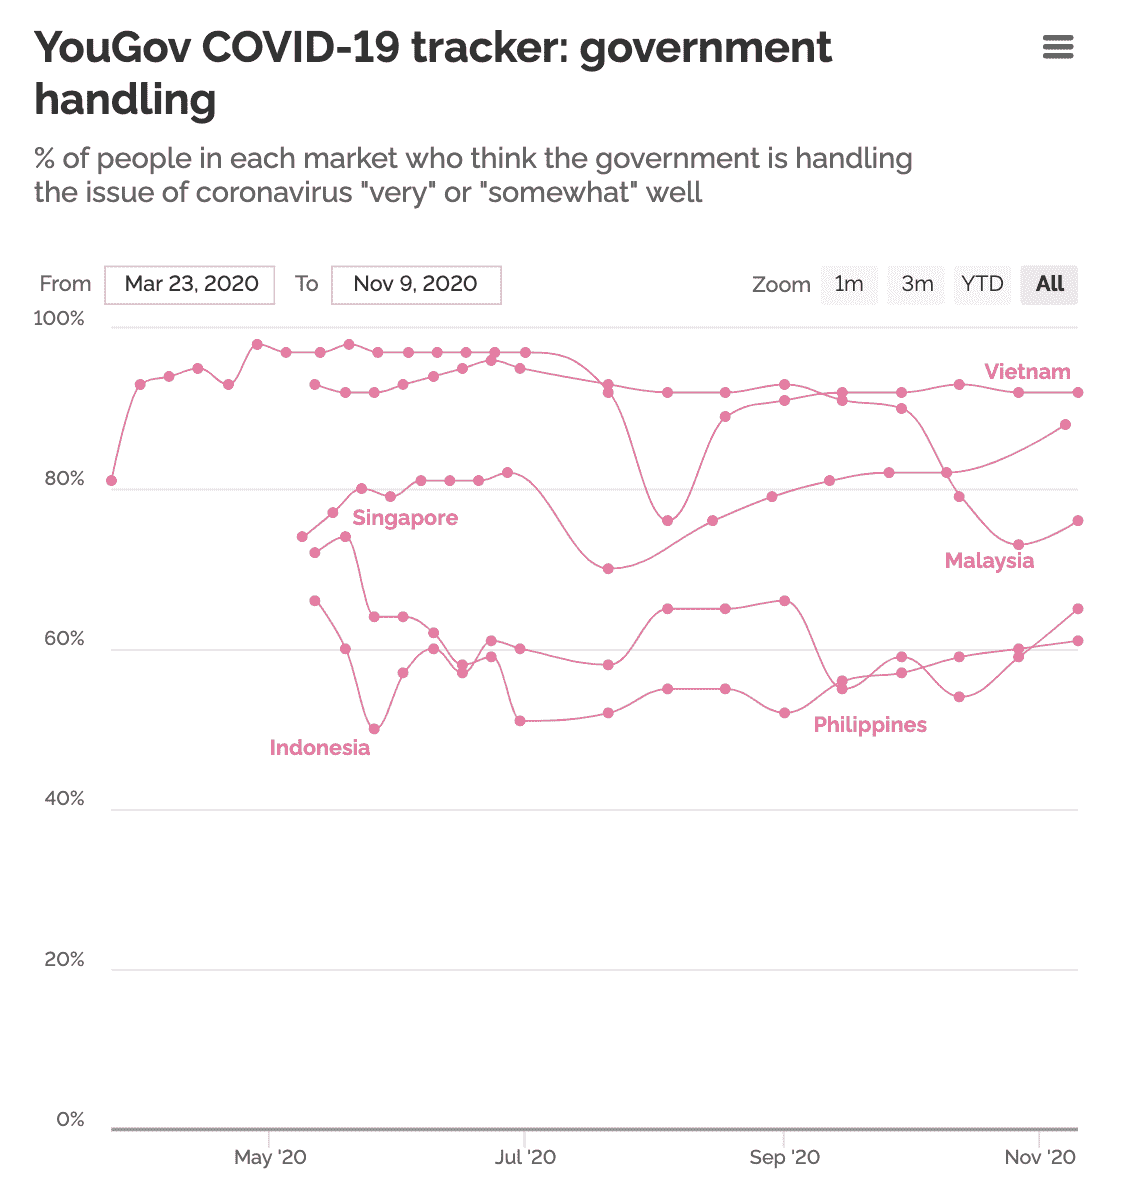 YouGov COVID-19 tracker: government
handling
% of people in each market who think the government is handling
the issue of coronavirus "very" or "somewhat" well
From Mar 23, 2020 To Nov 9, 2020 Zoom 1m 3m YTD All
100%
Vietnam
80%
Singapore
Malaysia
60%
Philippines
Indonesia
40%
20%
0%
May '20 Jul '20 Sep '20 Nov '20